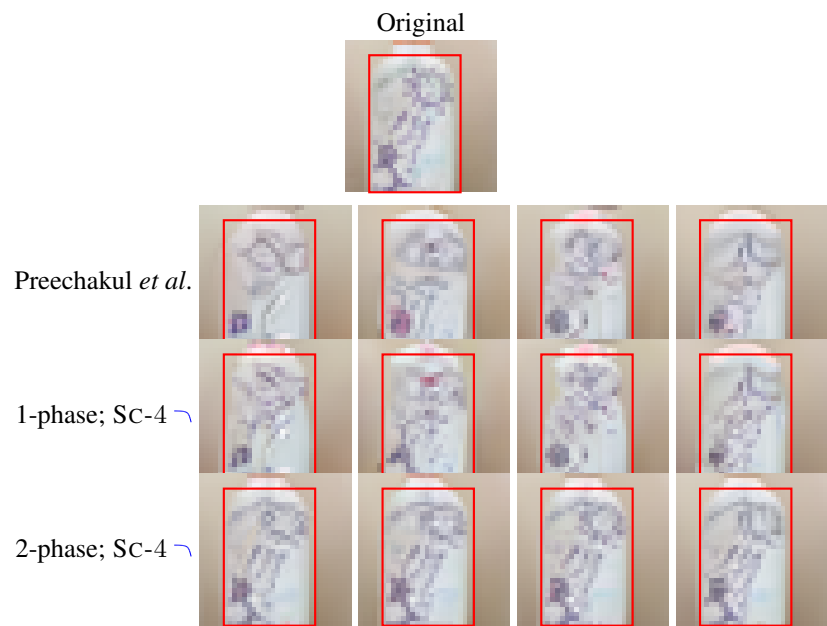 Original
Preechakul et al.
1-phase; SC-4
2-phase; SC-4